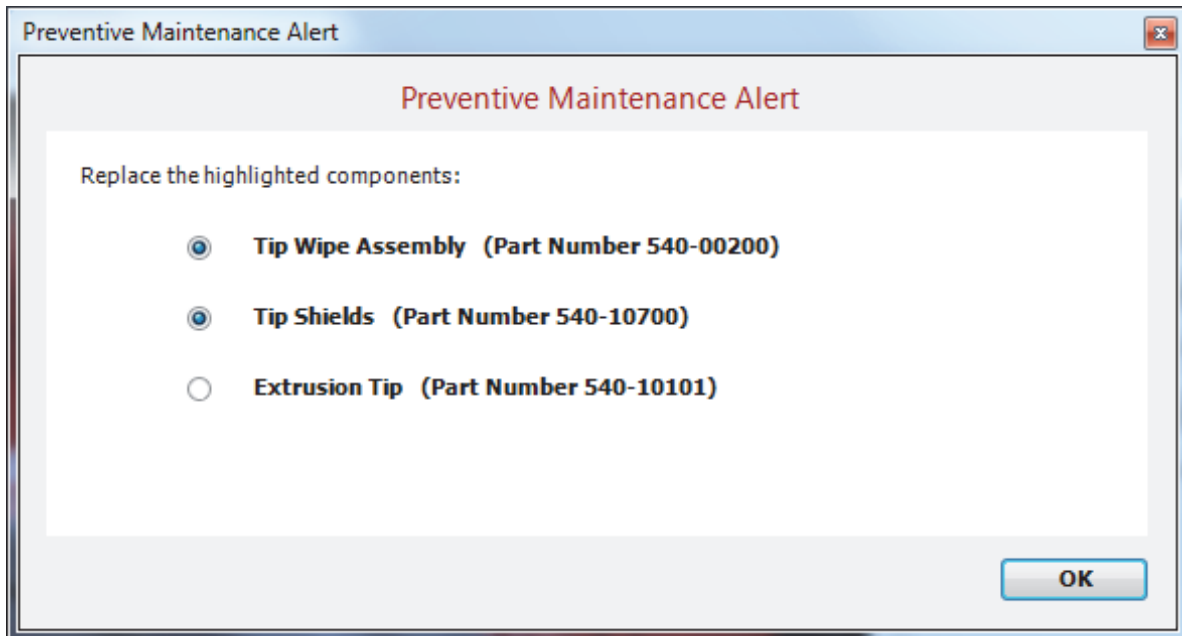 Preventive Maintenance Alert
Preventive Maintenance Alert
Replace the highlighted components:
Tip Wipe Assembly (Part Number 540-00200)
Tip Shields (Part Number 540-10700)
Extrusion Tip (Part Number 540-10101)
OK